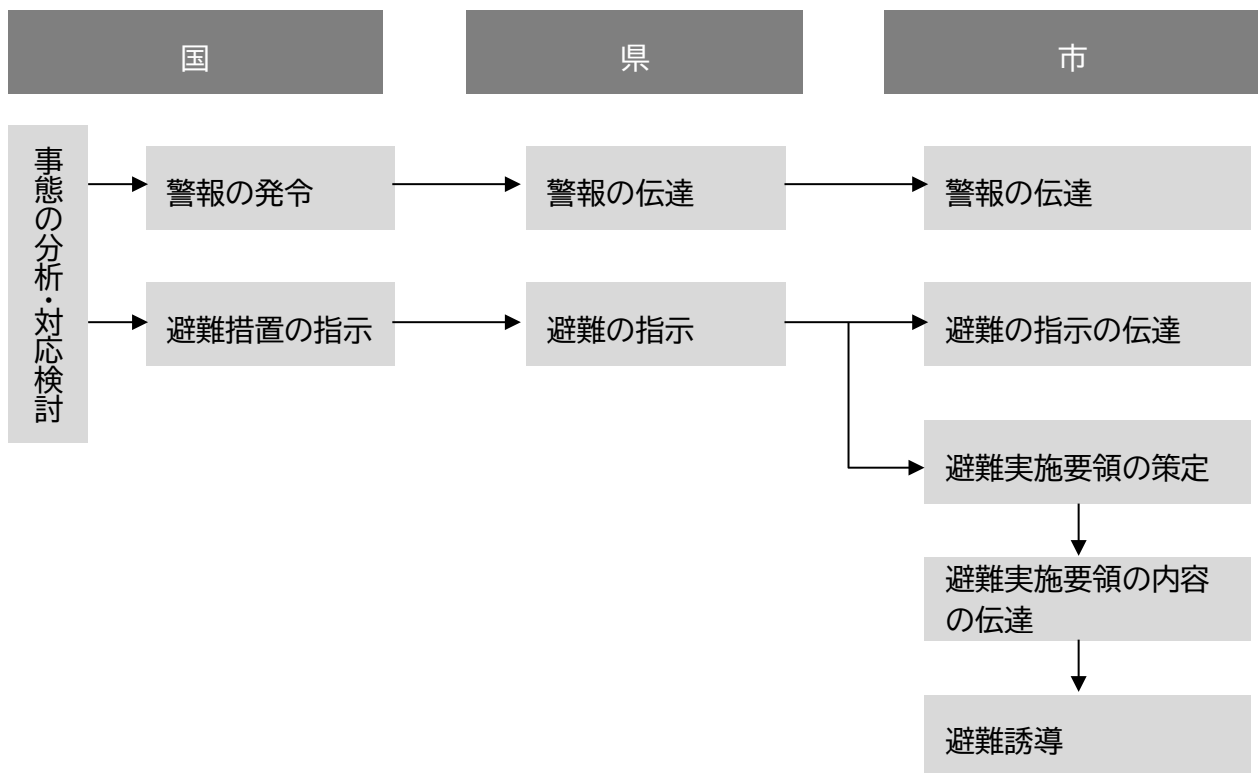 国
県
市
事態の分析・対応検討
警報の発令
警報の伝達
警報の伝達
避難措置の指示
避難の指示
避難の指示の伝達
避難実施要領の策定
避難実施要領の内容
の伝達
避難誘導